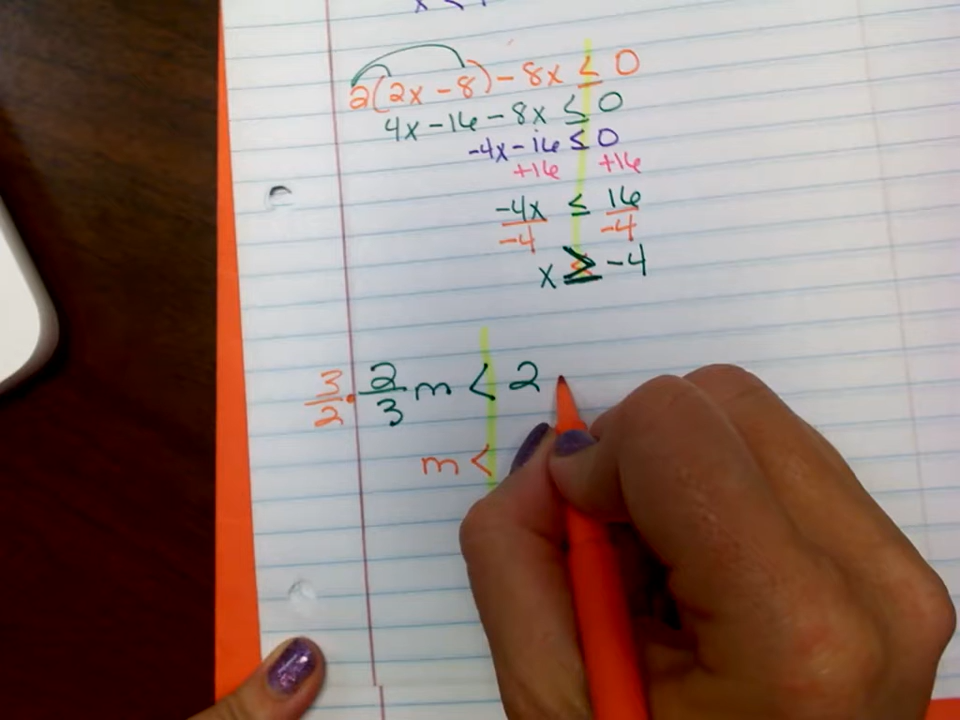 2(2x - 8) - 8x ≤ 0
4x - 16 - 8x ≤ 0
-4x - 16 ≤ 0
+16 +16
-4x ≤ 16
-4 -4
x ≥ -4
3/2 · 2/3 m < 2
m <